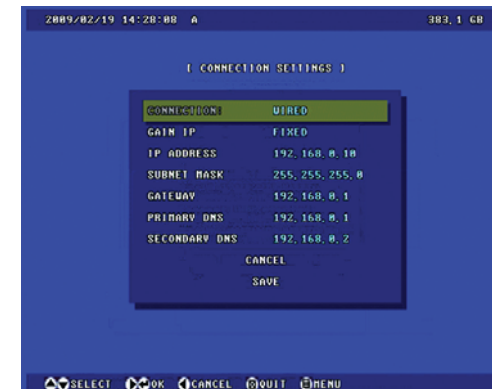 2009/02/19 14:28:08 A 383,1 GB
[ CONNECTION SETTINGS ]
CONNECTION: WIRED
GAIN IP FIXED
IP ADDRESS 192,168,0,10
SUBNET MASK 255,255,255,0
GATEWAY 192,168,0,1
PRIMARY DNS 192,168,0,1
SECONDARY DNS 192,168,0,2
CANCEL
SAVE
SELECT OK CANCEL QUIT MENU